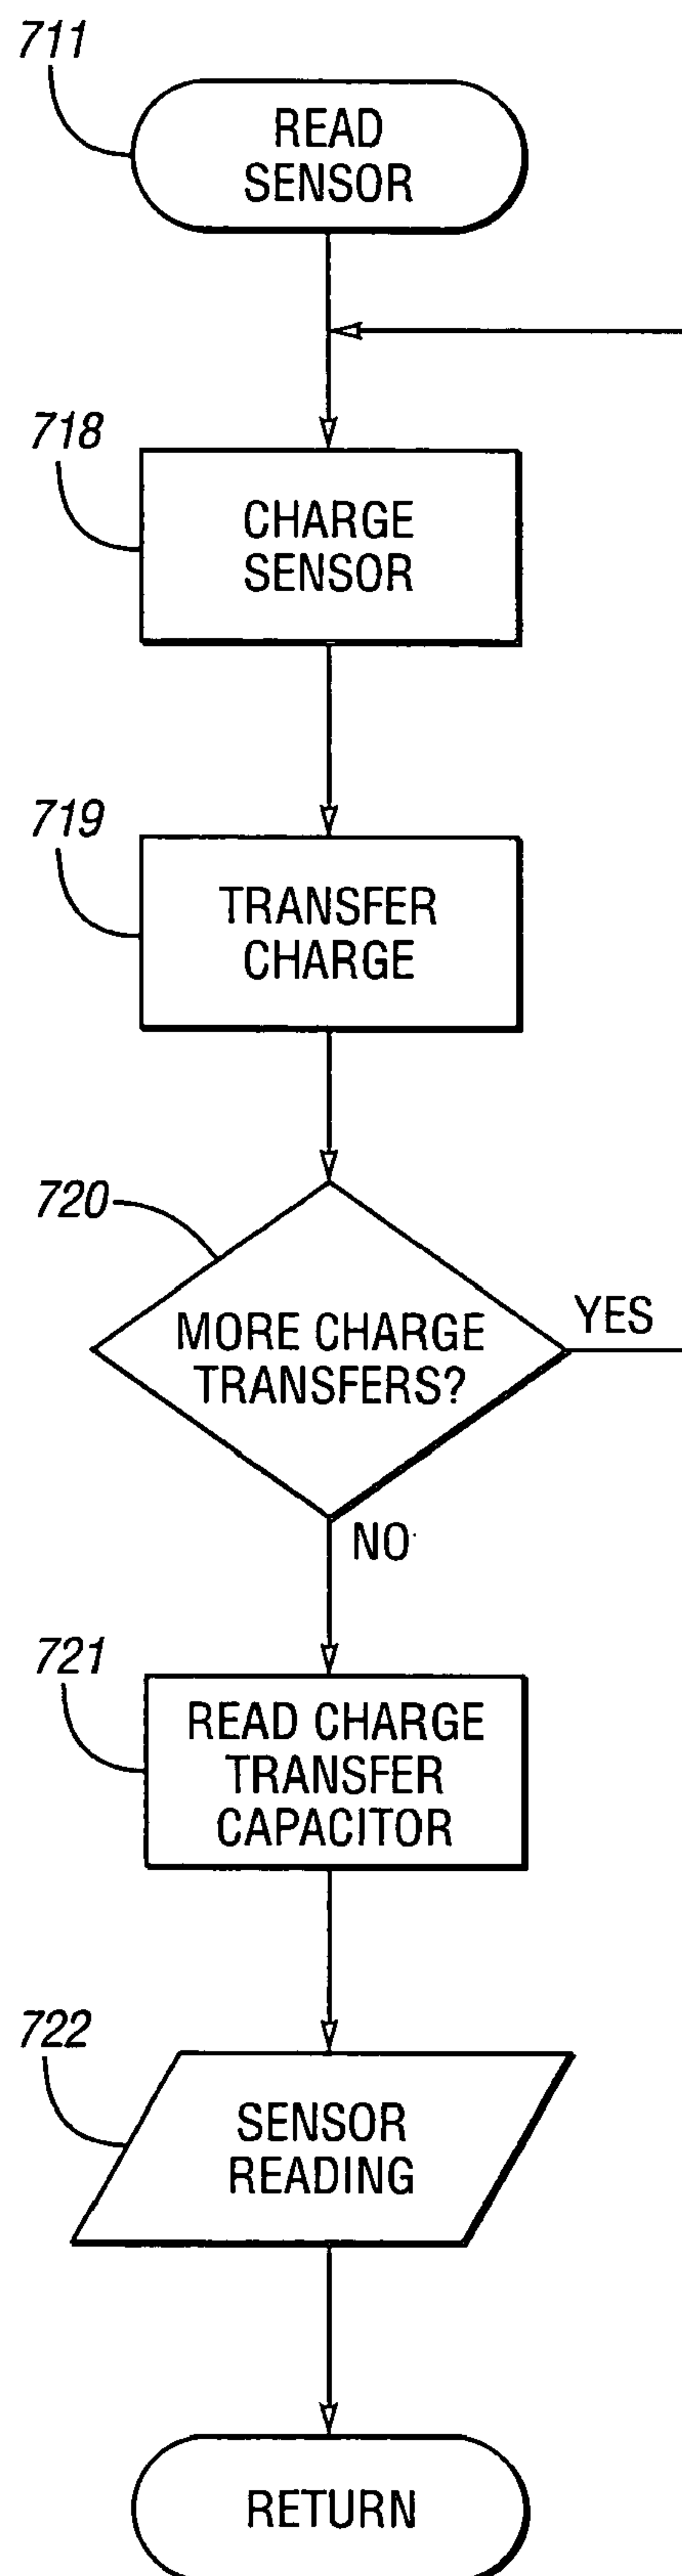 711
READ
SENSOR
718
CHARGE
SENSOR
719
TRANSFER
CHARGE
720
MORE CHARGE
TRANSFERS?
YES
NO
721
READ CHARGE
TRANSFER
CAPACITOR
722
SENSOR
READING
RETURN